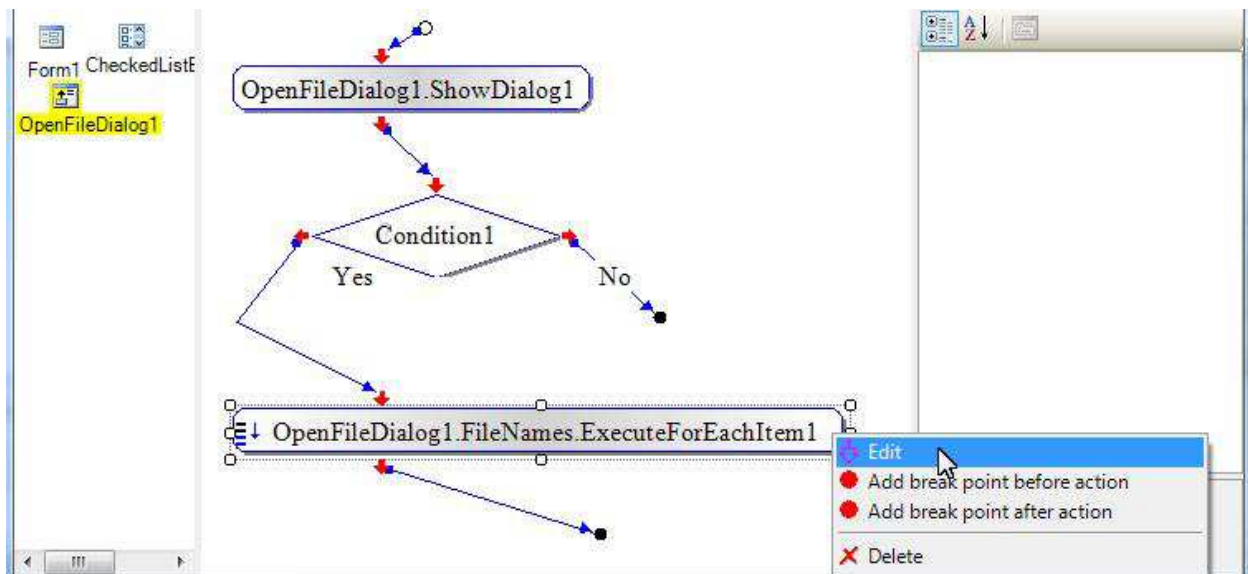 Form1 CheckedListE
OpenFileDialog1
OpenFileDialog1.ShowDialog1
Condition1
Yes
No
OpenFileDialog1.FileNames.ExecuteForEachItem1
Edit
Add break point before action
Add break point after action
Delete